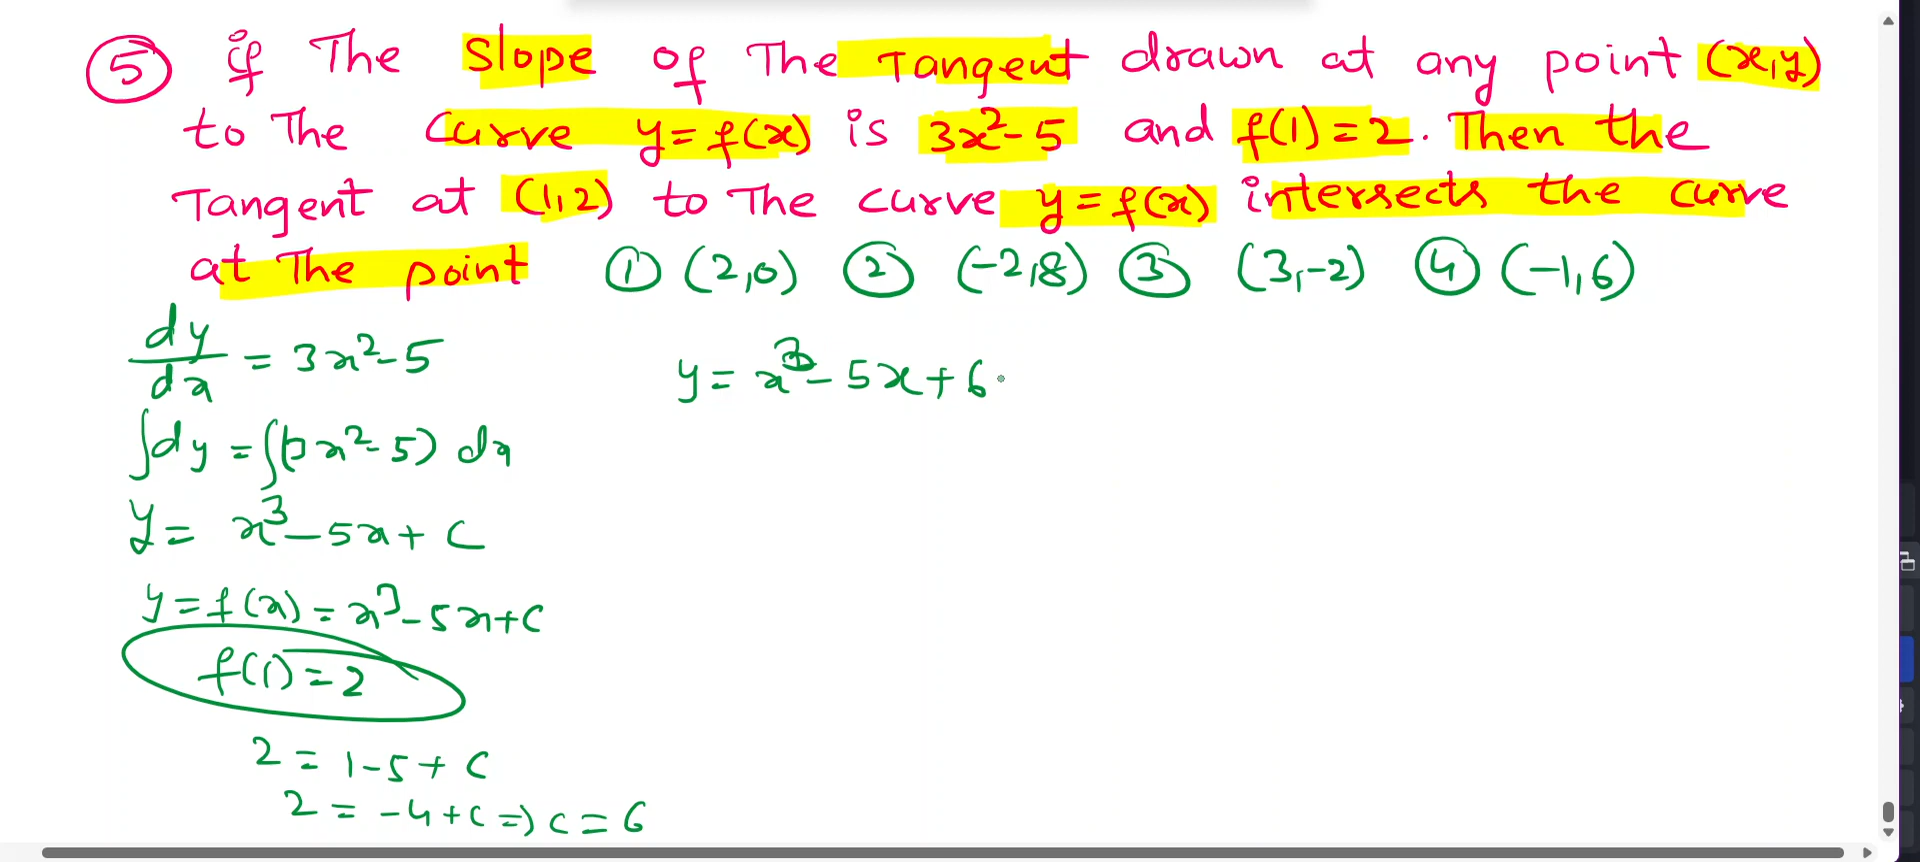 ⑤ if The Slope of The Tangent drawn at any point (x,y)
to The Curve y=f(x) is 3x²-5 and f(1)=2. Then the
Tangent at (1,2) to The curve y=f(x) intersects the curve
at The point ① (2,0) ② (-2,8) ③ (3,-2) ④ (-1,6)
dy/dx = 3x²-5
∫dy = ∫(3x²-5) dx
y = x³-5x+c
y=f(x)=x³-5x+c
f(1)=2
2 = 1-5+c
2 = -4+c => c=6
y = x³-5x+6